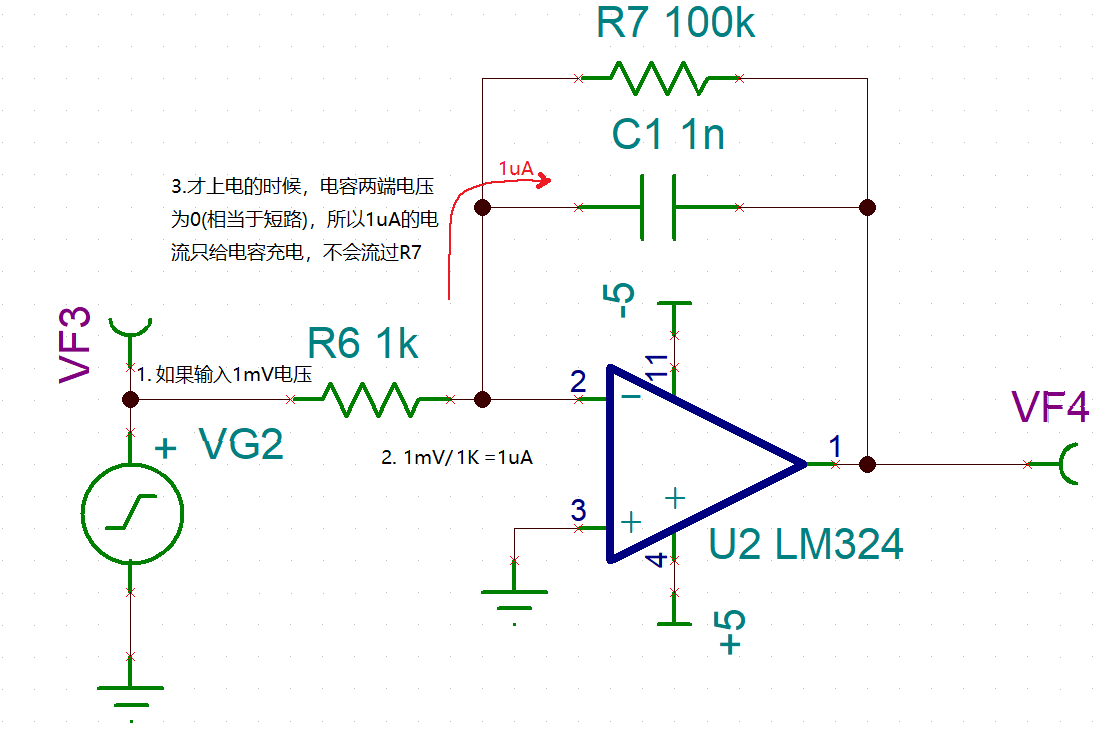 R7 100k
C1 1n
1uA
3.才上电的时候，电容两端电压
为0(相当于短路)，所以1uA的电
流只给电容充电，不会流过R7
-5
VF3
R6 1k
11
1. 如果输入1mV电压
2
−
VF4
+ VG2
2. 1mV/1K =1uA
1
3
+
+
U2 LM324
4
+5